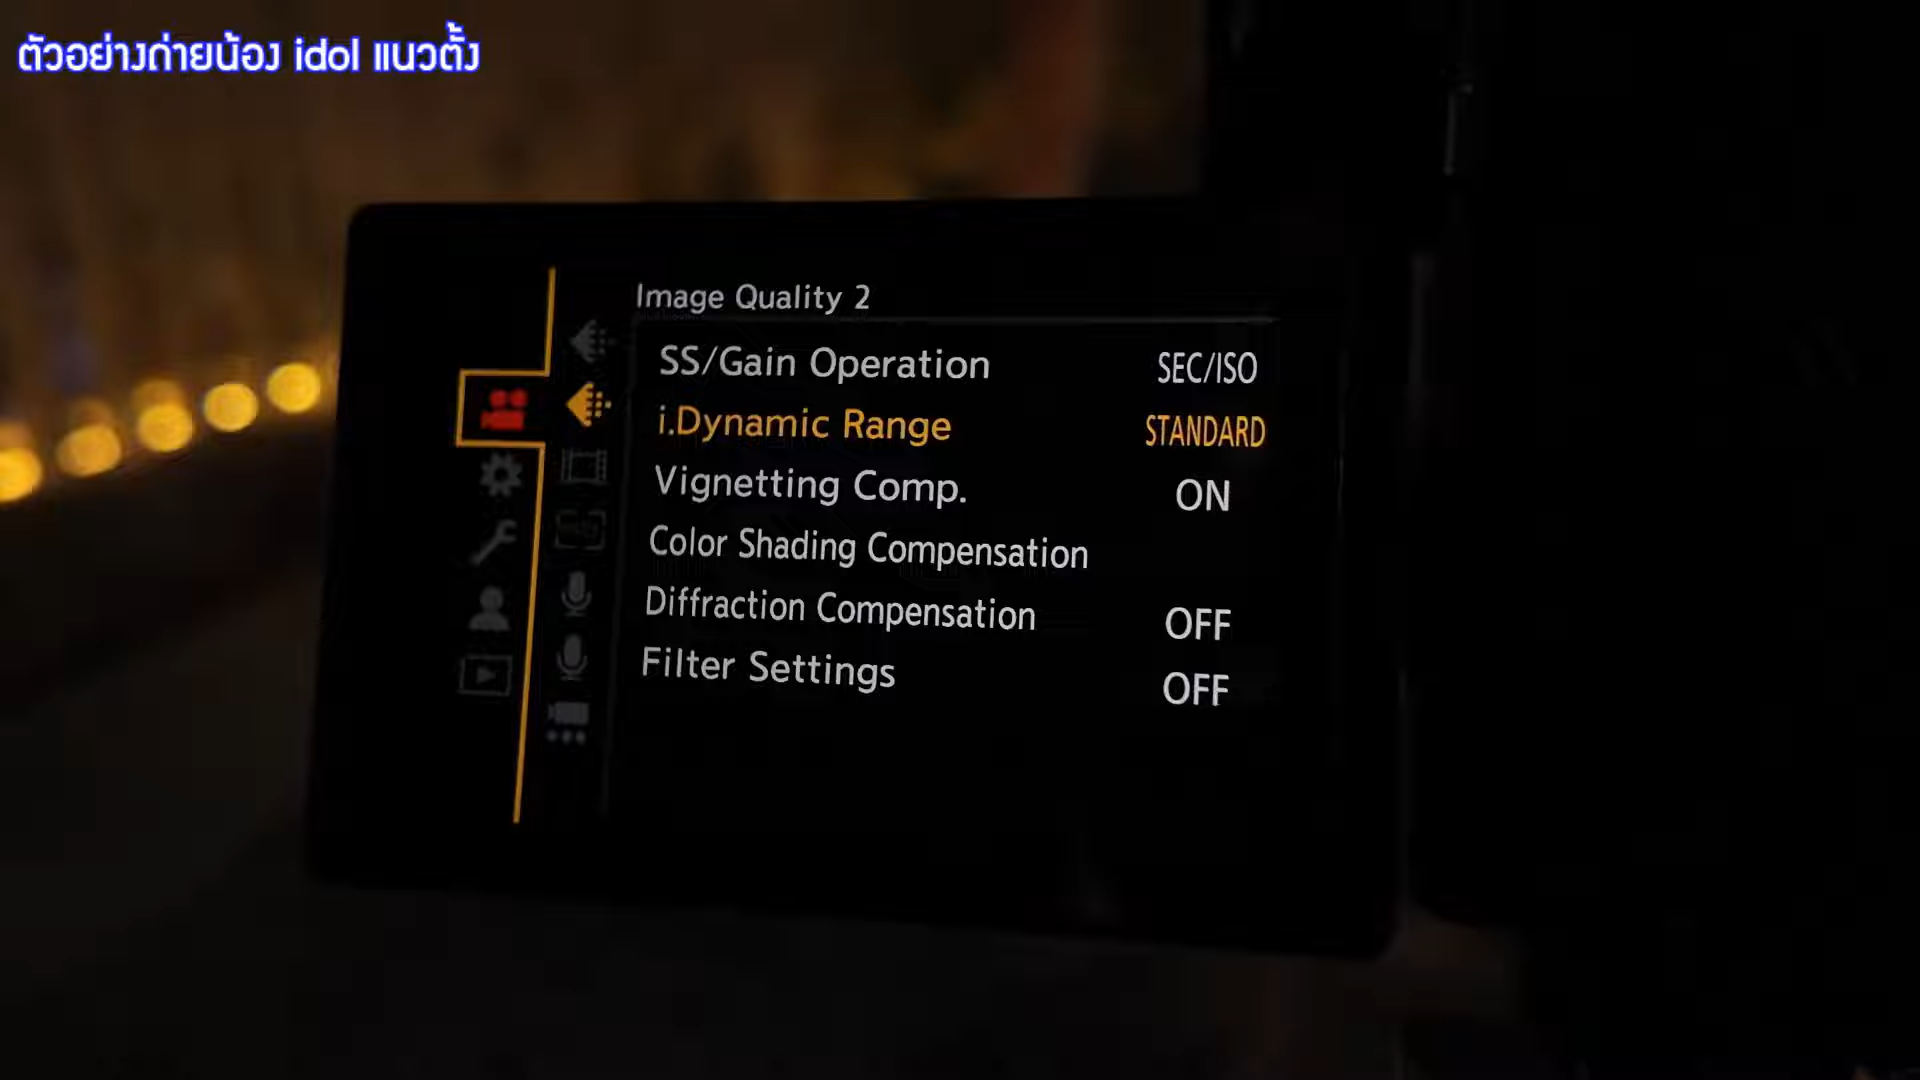 ตัวอย่างถ่ายน้อง idol แนวตั้ง
Image Quality 2
SS/Gain Operation SEC/ISO
i.Dynamic Range STANDARD
Vignetting Comp. ON
Color Shading Compensation
Diffraction Compensation OFF
Filter Settings OFF